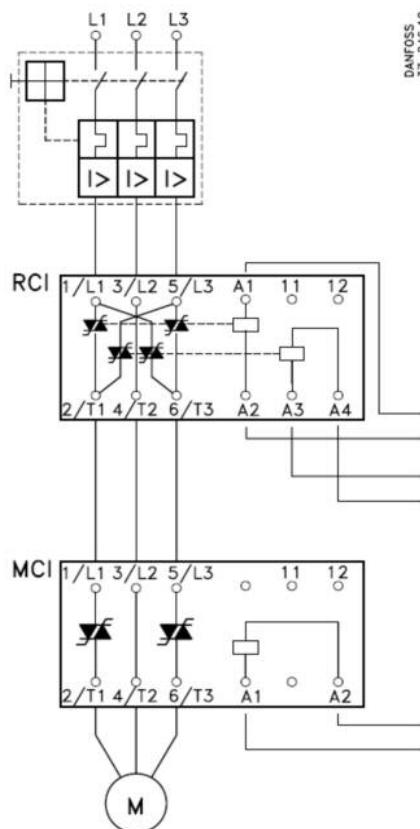 L1 L2 L3
DANFOSS
I> I> I>
RCI
1/L1 3/L2 5/L3 A1 11 12
2/T1 4/T2 6/T3 A2 A3 A4
MCI
1/L1 3/L2 5/L3 11 12
2/T1 4/T2 6/T3 A1 A2
M